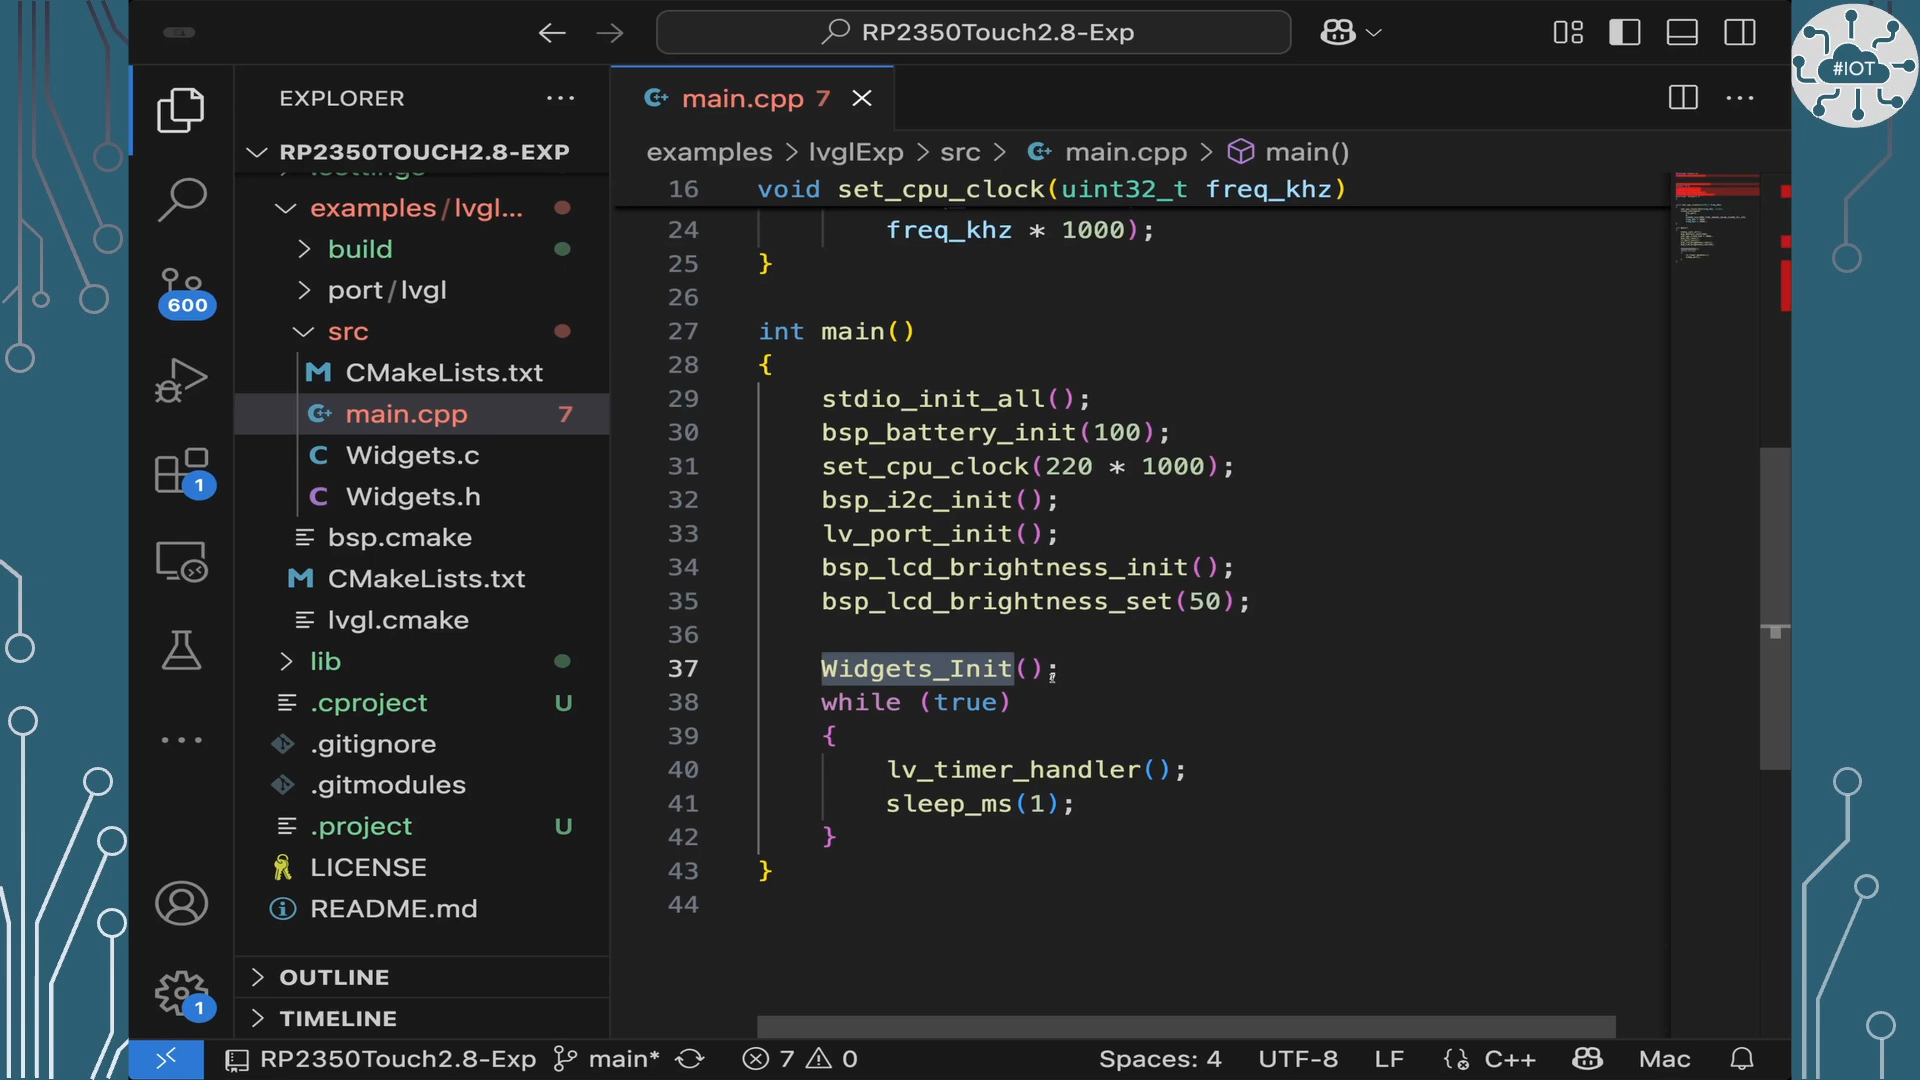 RP2350Touch2.8-Exp
#IOT
EXPLORER
main.cpp 7
RP2350TOUCH2.8-EXP
examples > lvglExp > src > main.cpp > main()
.settings
examples/lvgl...
build
port/lvgl
src
CMakeLists.txt
main.cpp 7
Widgets.c
Widgets.h
bsp.cmake
CMakeLists.txt
lvgl.cmake
lib
.cproject U
.gitignore
.gitmodules
.project U
LICENSE
README.md
OUTLINE
TIMELINE
600
1
1
16 void set_cpu_clock(uint32_t freq_khz)
24 freq_khz * 1000);
25 }
26
27 int main()
28 {
29 stdio_init_all();
30 bsp_battery_init(100);
31 set_cpu_clock(220 * 1000);
32 bsp_i2c_init();
33 lv_port_init();
34 bsp_lcd_brightness_init();
35 bsp_lcd_brightness_set(50);
36
37 Widgets_Init();
38 while (true)
39 {
40 lv_timer_handler();
41 sleep_ms(1);
42 }
43 }
44
RP2350Touch2.8-Exp main* 7 0 Spaces: 4 UTF-8 LF C++ Mac